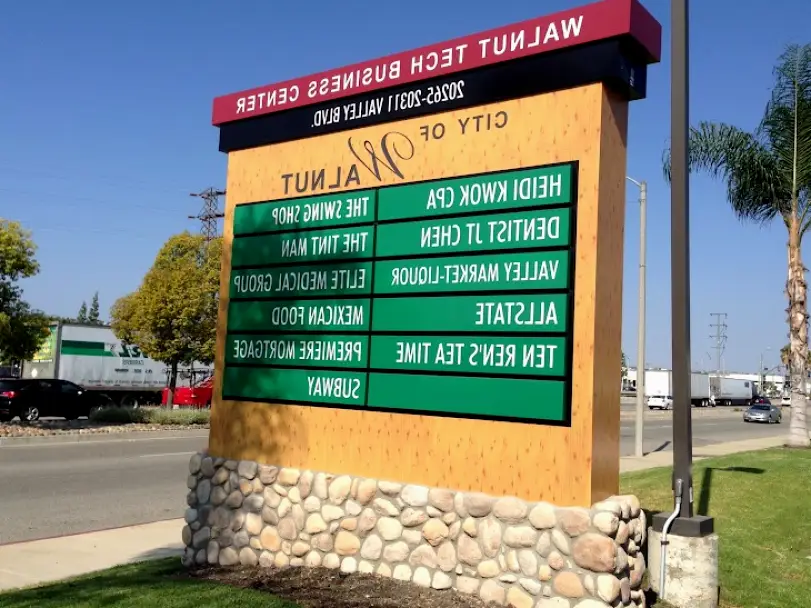 WALNUT TECH BUSINESS CENTER
20265-20311 VALLEY BLVD.
CITY OF
WALNUT
HEIDI KWOK CPA
THE SWING SHOP
DENTIST JT CHEN
THE TINT MAN
VALLEY MARKET-LIQUOR
ELITE MEDICAL GROUP
ALLSTATE
MEXICAN FOOD
TEN REN'S TEA TIME
PREMIERE MORTGAGE
SUBWAY